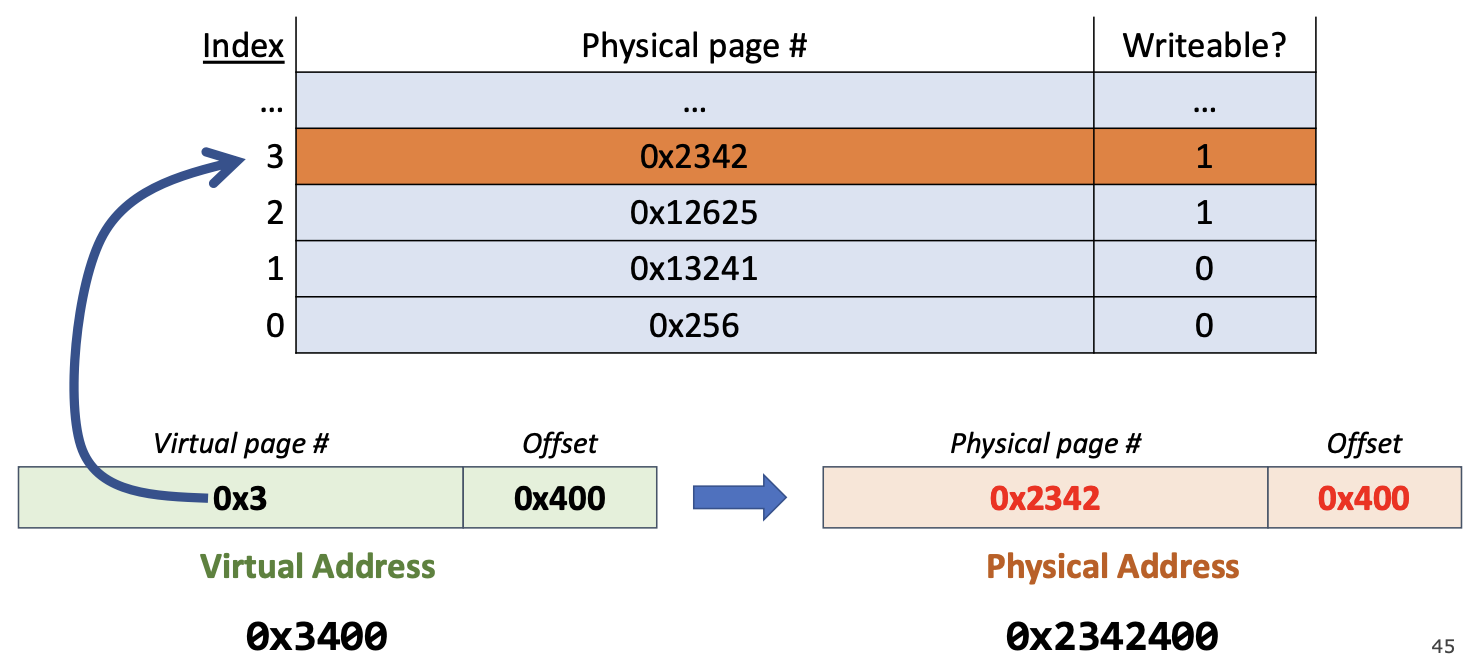 Index Physical page # Writeable?
... ... ...
3 0x2342 1
2 0x12625 1
1 0x13241 0
0 0x256 0
Virtual page # Offset Physical page # Offset
0x3 0x400 0x2342 0x400
Virtual Address Physical Address
0x3400 0x2342400
45